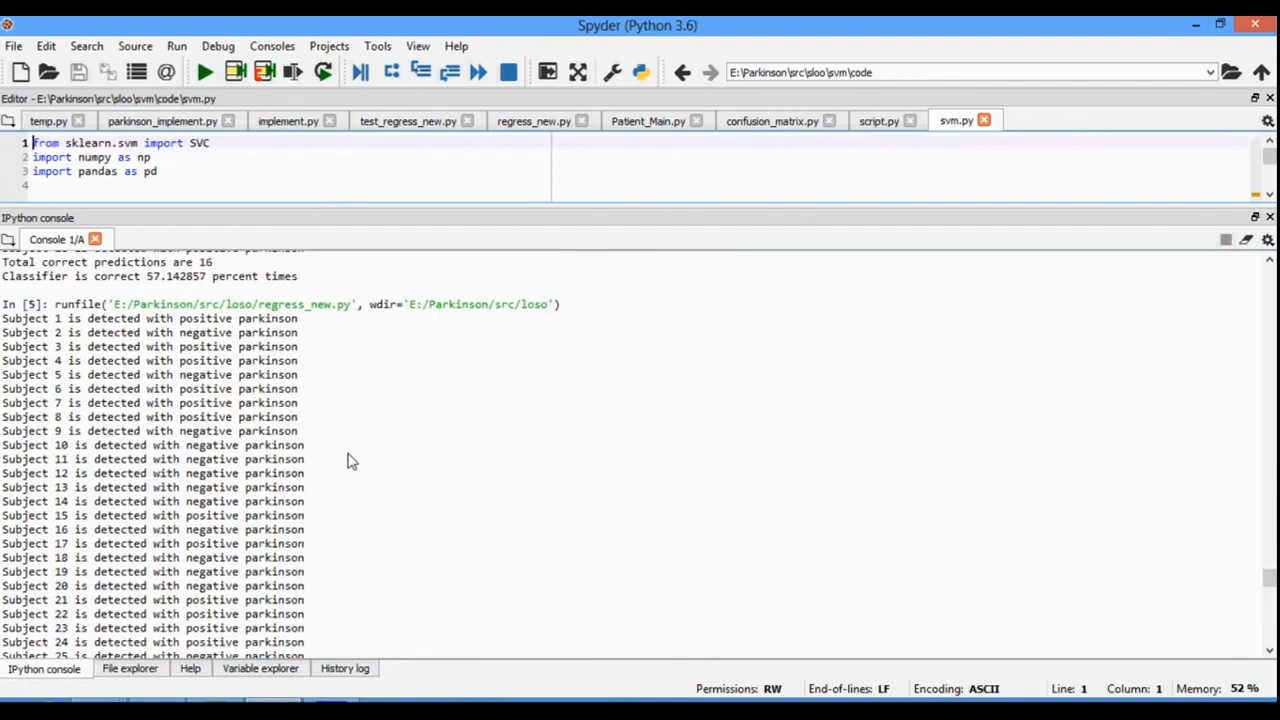 Spyder (Python 3.6)
File Edit Search Source Run Debug Consoles Projects Tools View Help
E:\Parkinson\src\sloo\svm\code
Editor - E:\Parkinson\src\sloo\svm\code\svm.py
temp.py parkinson_implement.py implement.py test_regress_new.py regress_new.py Patient_Main.py confusion_matrix.py script.py svm.py
1 from sklearn.svm import SVC
2 import numpy as np
3 import pandas as pd
4
IPython console
Console 1/A
Total correct predictions are 16
Classifier is correct 57.142857 percent times
In [5]: runfile('E:/Parkinson/src/loso/regress_new.py', wdir='E:/Parkinson/src/loso')
Subject 1 is detected with positive parkinson
Subject 2 is detected with negative parkinson
Subject 3 is detected with positive parkinson
Subject 4 is detected with positive parkinson
Subject 5 is detected with negative parkinson
Subject 6 is detected with positive parkinson
Subject 7 is detected with positive parkinson
Subject 8 is detected with positive parkinson
Subject 9 is detected with negative parkinson
Subject 10 is detected with negative parkinson
Subject 11 is detected with negative parkinson
Subject 12 is detected with negative parkinson
Subject 13 is detected with negative parkinson
Subject 14 is detected with negative parkinson
Subject 15 is detected with positive parkinson
Subject 16 is detected with negative parkinson
Subject 17 is detected with positive parkinson
Subject 18 is detected with negative parkinson
Subject 19 is detected with negative parkinson
Subject 20 is detected with negative parkinson
Subject 21 is detected with positive parkinson
Subject 22 is detected with positive parkinson
Subject 23 is detected with positive parkinson
Subject 24 is detected with positive parkinson
Subject 25 is detected with negative parkinson
IPython console File explorer Help Variable explorer History log
Permissions: RW End-of-lines: LF Encoding: ASCII Line: 1 Column: 1 Memory: 52 %